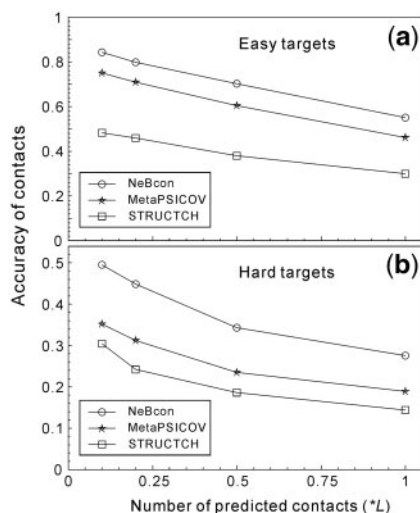 (a)
Easy targets
1
0.8
0.6
0.4
0.2
0
NeBcon
MetaPSICOV
STRUCTCH
Accuracy of contacts
(b)
Hard targets
0.5
0.4
0.3
0.2
0.1
0
NeBcon
MetaPSICOV
STRUCTCH
0 0.25 0.5 0.75 1
Number of predicted contacts (*L)